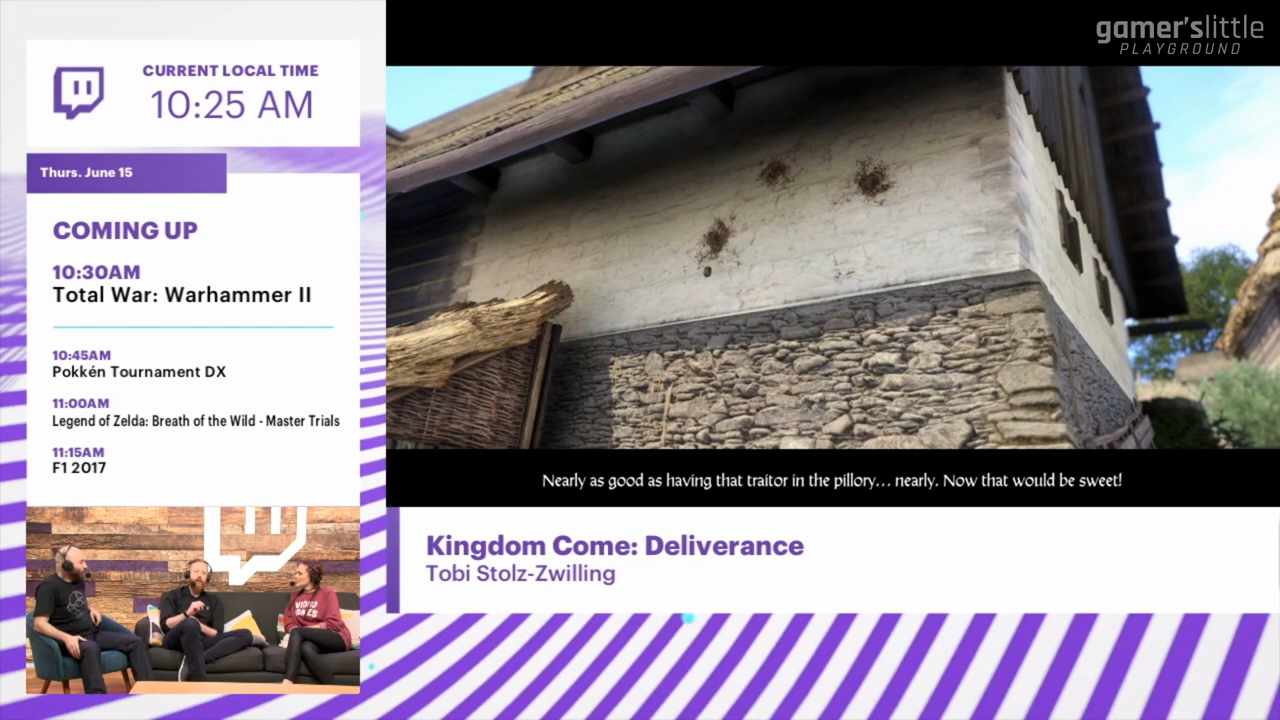 gamer'slittle
PLAYGROUND
CURRENT LOCAL TIME
10:25 AM
Thurs. June 15
COMING UP
10:30AM
Total War: Warhammer II
10:45AM
Pokkén Tournament DX
11:00AM
Legend of Zelda: Breath of the Wild - Master Trials
11:15AM
F1 2017
Nearly as good as having that traitor in the pillory... nearly. Now that would be sweet!
Kingdom Come: Deliverance
Tobi Stolz-Zwilling
VIDEO
GAMES